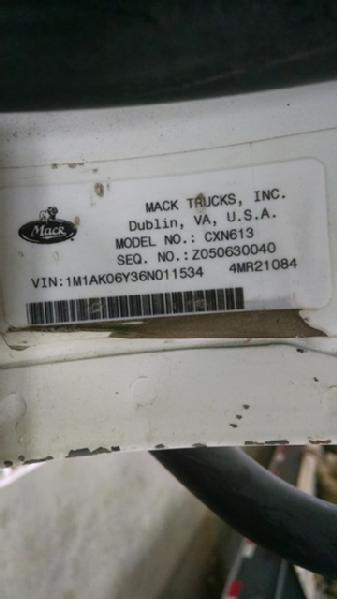 Mack
MACK TRUCKS, INC.
Dublin, VA, U.S.A.
MODEL NO.: CXN613
SEQ. NO.:Z050630040
VIN:1M1AK06Y36N011534 4MR21084